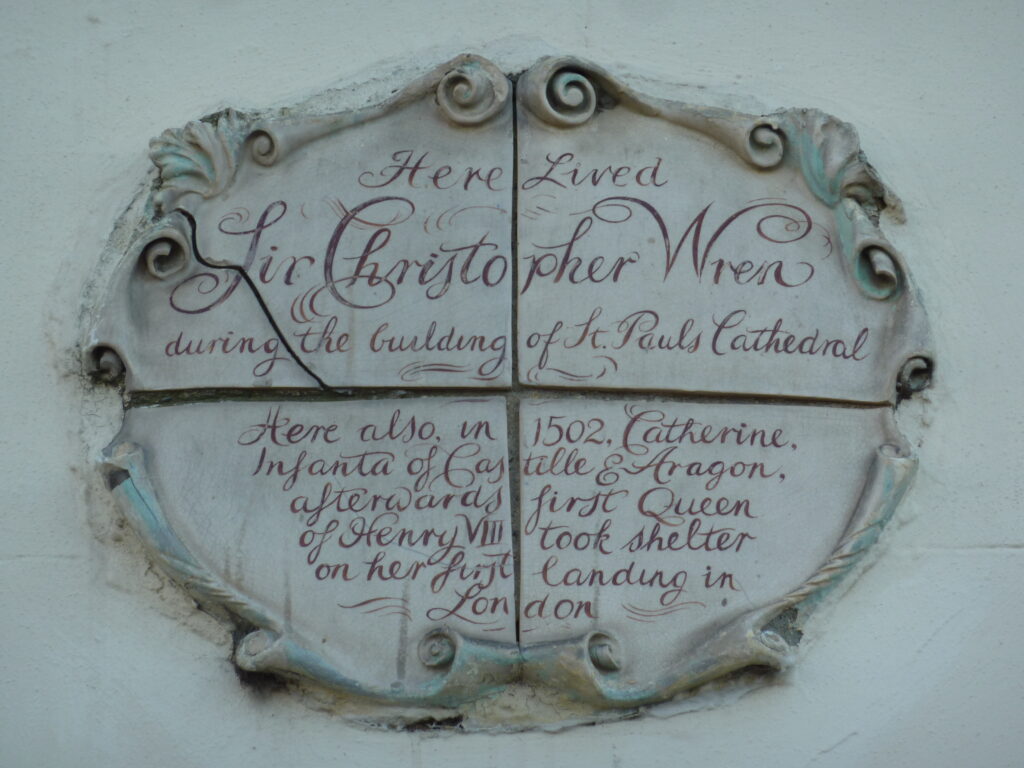 Here Lived
Sir Christopher Wren
during the building of St. Pauls Cathedral
Here also, in 1502, Catherine,
Infanta of Castille & Aragon,
afterwards first Queen
of Henry VIII took shelter
on her first landing in
London